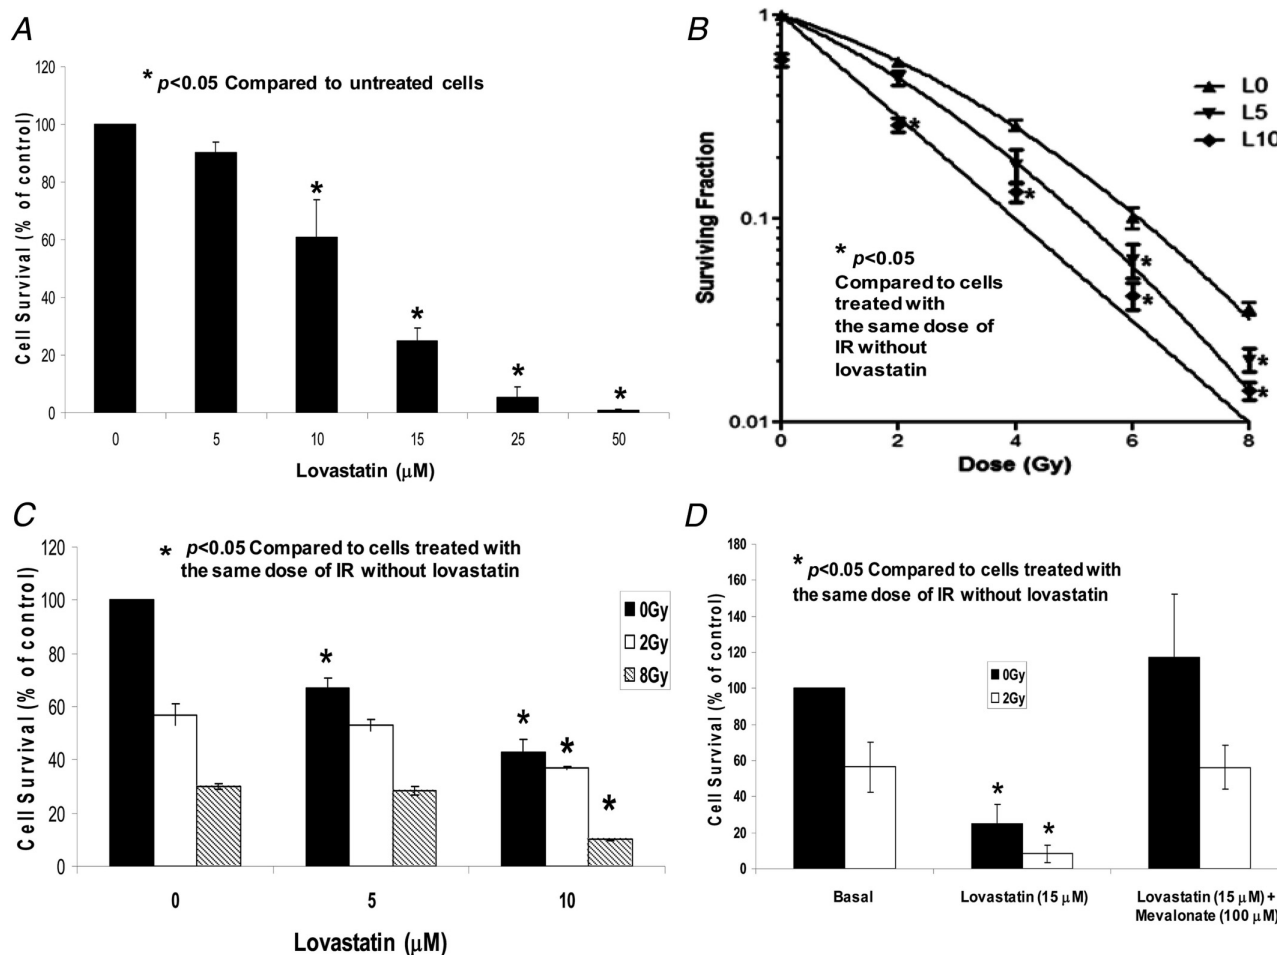 A
* p<0.05 Compared to untreated cells
Cell Survival (% of control)
120
100
80
60
40
20
0
*
*
*
*
0 5 10 15 25 50
Lovastatin (μM)
B
Surviving Fraction
1
0.1
0.01
L0
L5
L10
*
*
*
*
*
*
* p<0.05
Compared to cells
treated with
the same dose of
IR without
lovastatin
0 2 4 6 8
Dose (Gy)
C
* p<0.05 Compared to cells treated with
the same dose of IR without lovastatin
Cell Survival (% of control)
120
100
80
60
40
20
0
0Gy
2Gy
8Gy
*
*
*
*
0 5 10
Lovastatin (μM)
D
* p<0.05 Compared to cells treated with
the same dose of IR without lovastatin
Cell Survival (% of control)
180
160
140
120
100
80
60
40
20
0
0Gy
2Gy
*
*
Basal
Lovastatin (15 μM)
Lovastatin (15 μM) +
Mevalonate (100 μM)